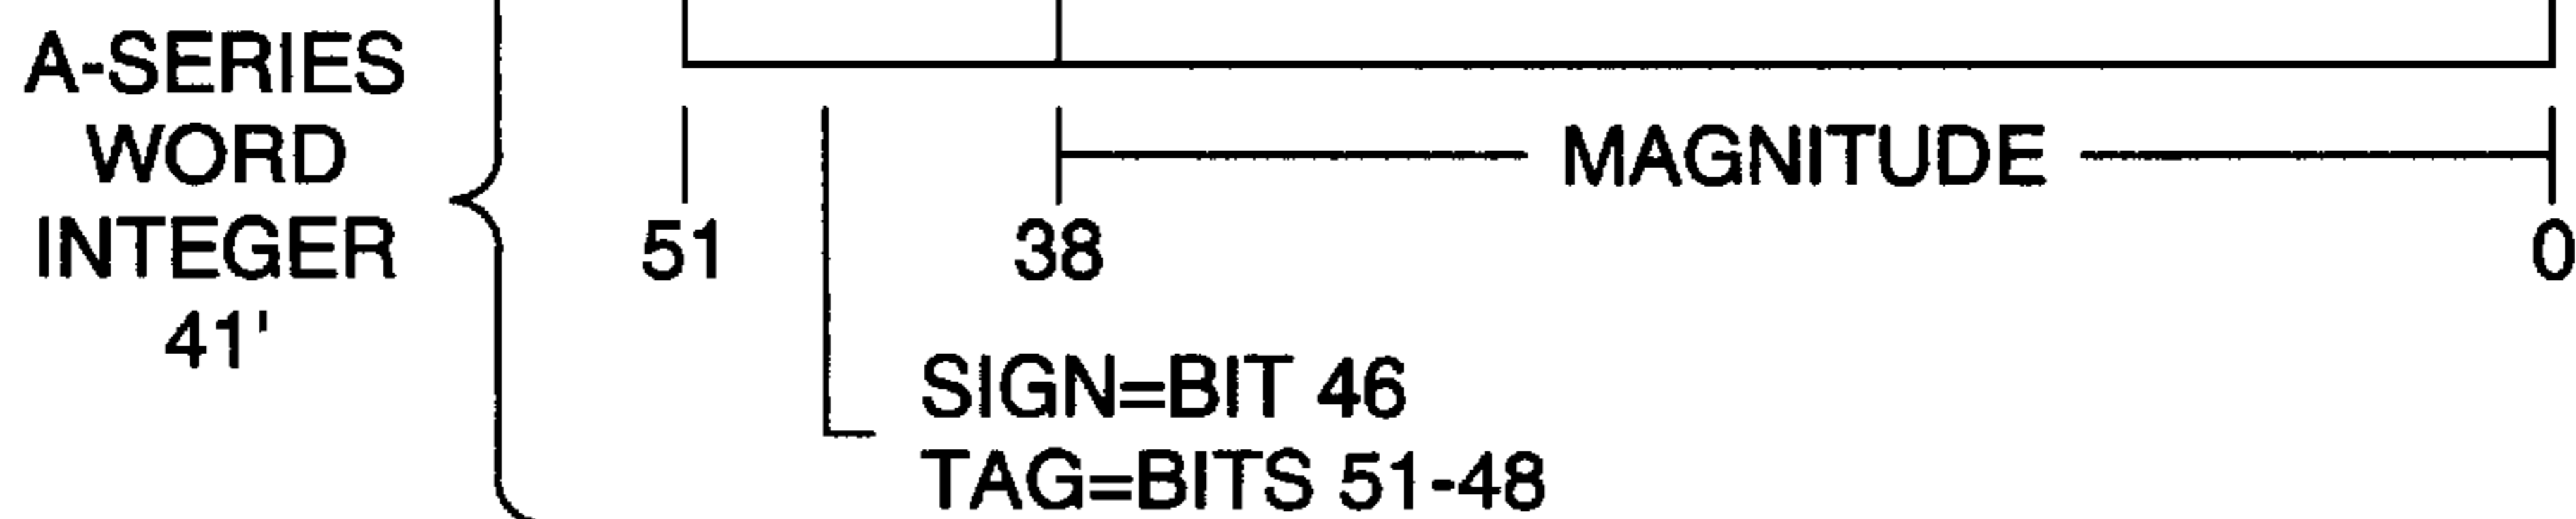 A-SERIES
WORD
INTEGER
41'
MAGNITUDE
51
38
0
SIGN=BIT 46
TAG=BITS 51-48